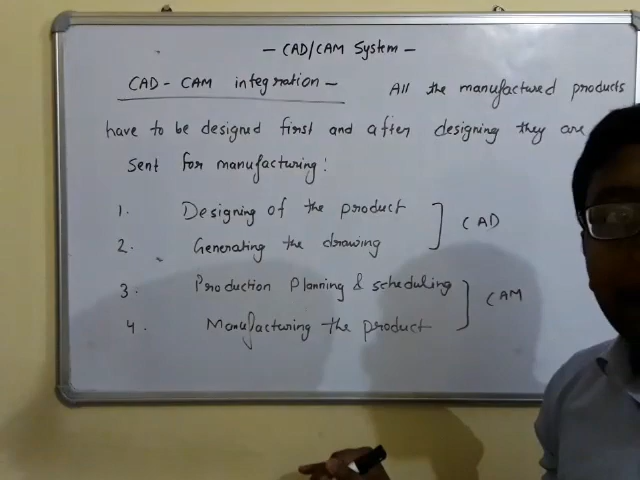 - CAD/CAM System -
CAD - CAM integration - All the manufactured products
have to be designed first and after designing they are
sent for manufacturing:
1. Designing of the product
2. Generating the drawing ] CAD
3. Production Planning & scheduling
4. Manufacturing the product ] CAM